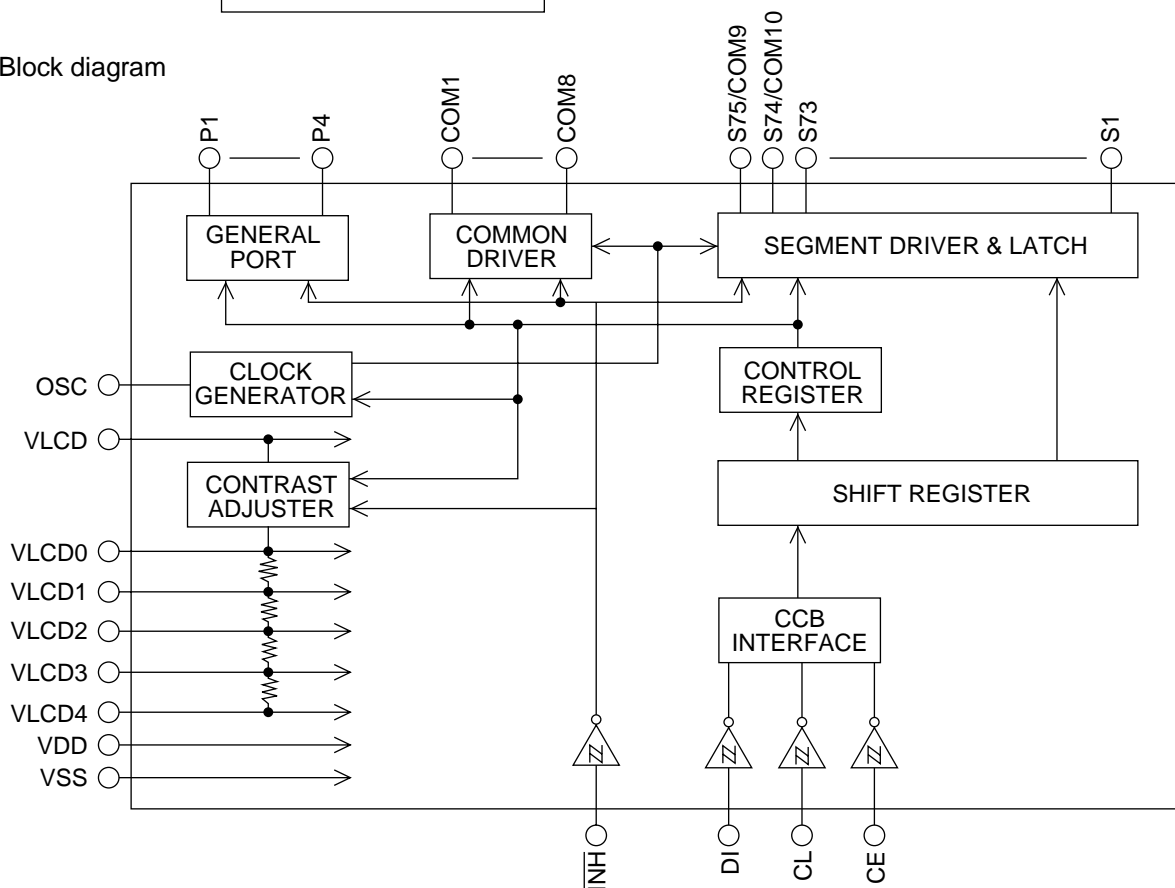 Block diagram
P1
P4
COM1
COM8
S75/COM9
S74/COM10
S73
S1
GENERAL
PORT
COMMON
DRIVER
SEGMENT DRIVER & LATCH
OSC
CLOCK
GENERATOR
CONTROL
REGISTER
VLCD
CONTRAST
ADJUSTER
SHIFT REGISTER
VLCD0
VLCD1
VLCD2
VLCD3
VLCD4
VDD
VSS
CCB
INTERFACE
INH
DI
CL
CE